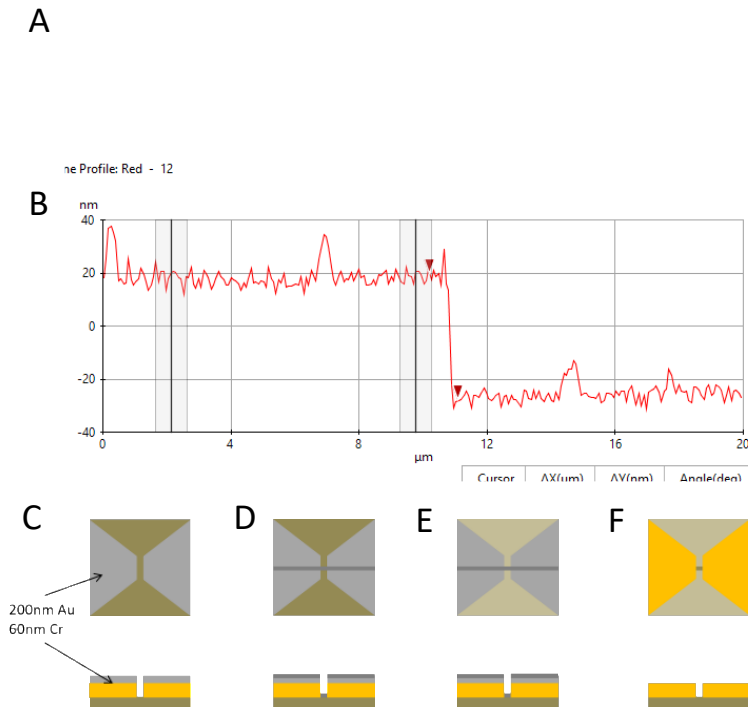 A
ne Profile: Red - 12
B
nm
40
20
0
-20
-40
0
4
8
12
16
20
µm
Cursor ΔX(µm) ΔY(nm) Angle(deg)
C
D
E
F
200nm Au
60nm Cr